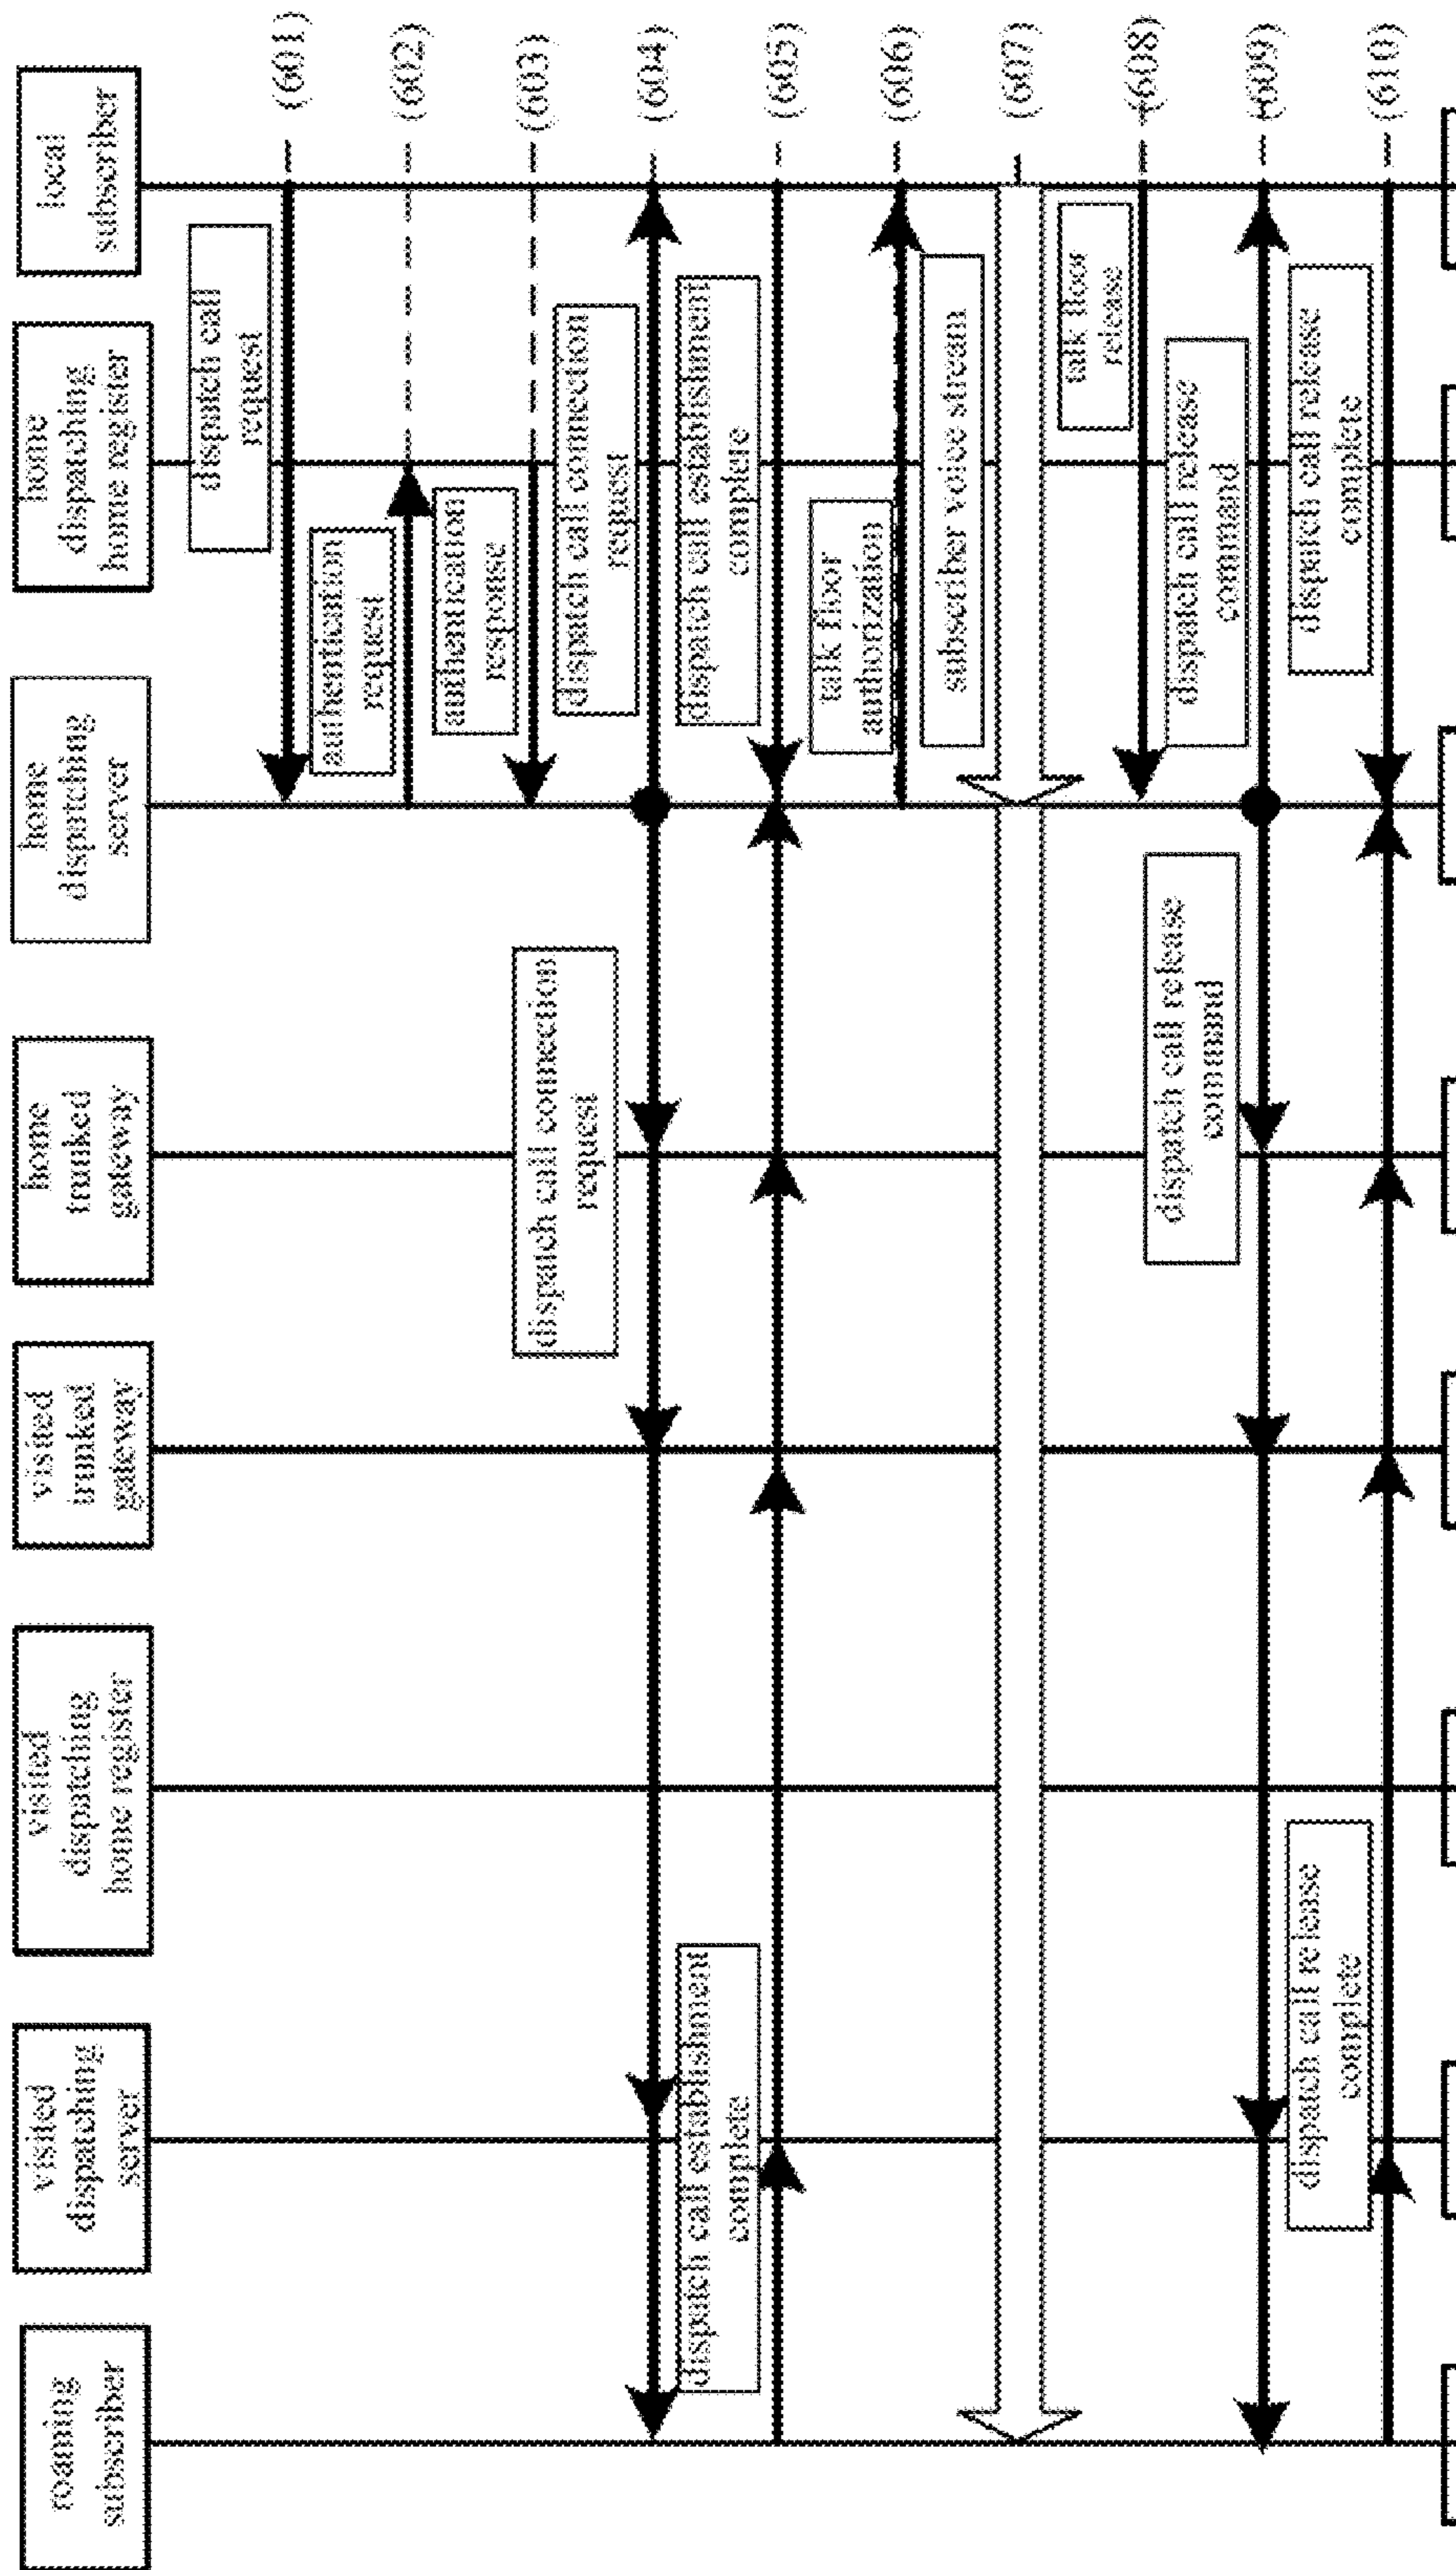 roaming
subscriber
visited
dispatching
server
visited
dispatching
home register
visited
trunked
gateway
home
trunked
gateway
home
dispatching
server
home
dispatching
home register
local
subscriber
dispatch call
request
(601)
authentication
request
(602)
authentication
response
(603)
dispatch call connection
request
dispatch call connection
request
(604)
dispatch call establishment
complete
dispatch call establishment
complete
(605)
talk floor
authorization
(606)
subscriber voice stream
(607)
talk floor
release
(608)
dispatch call release
command
dispatch call release
command
(609)
dispatch call release
complete
dispatch call release
complete
(610)